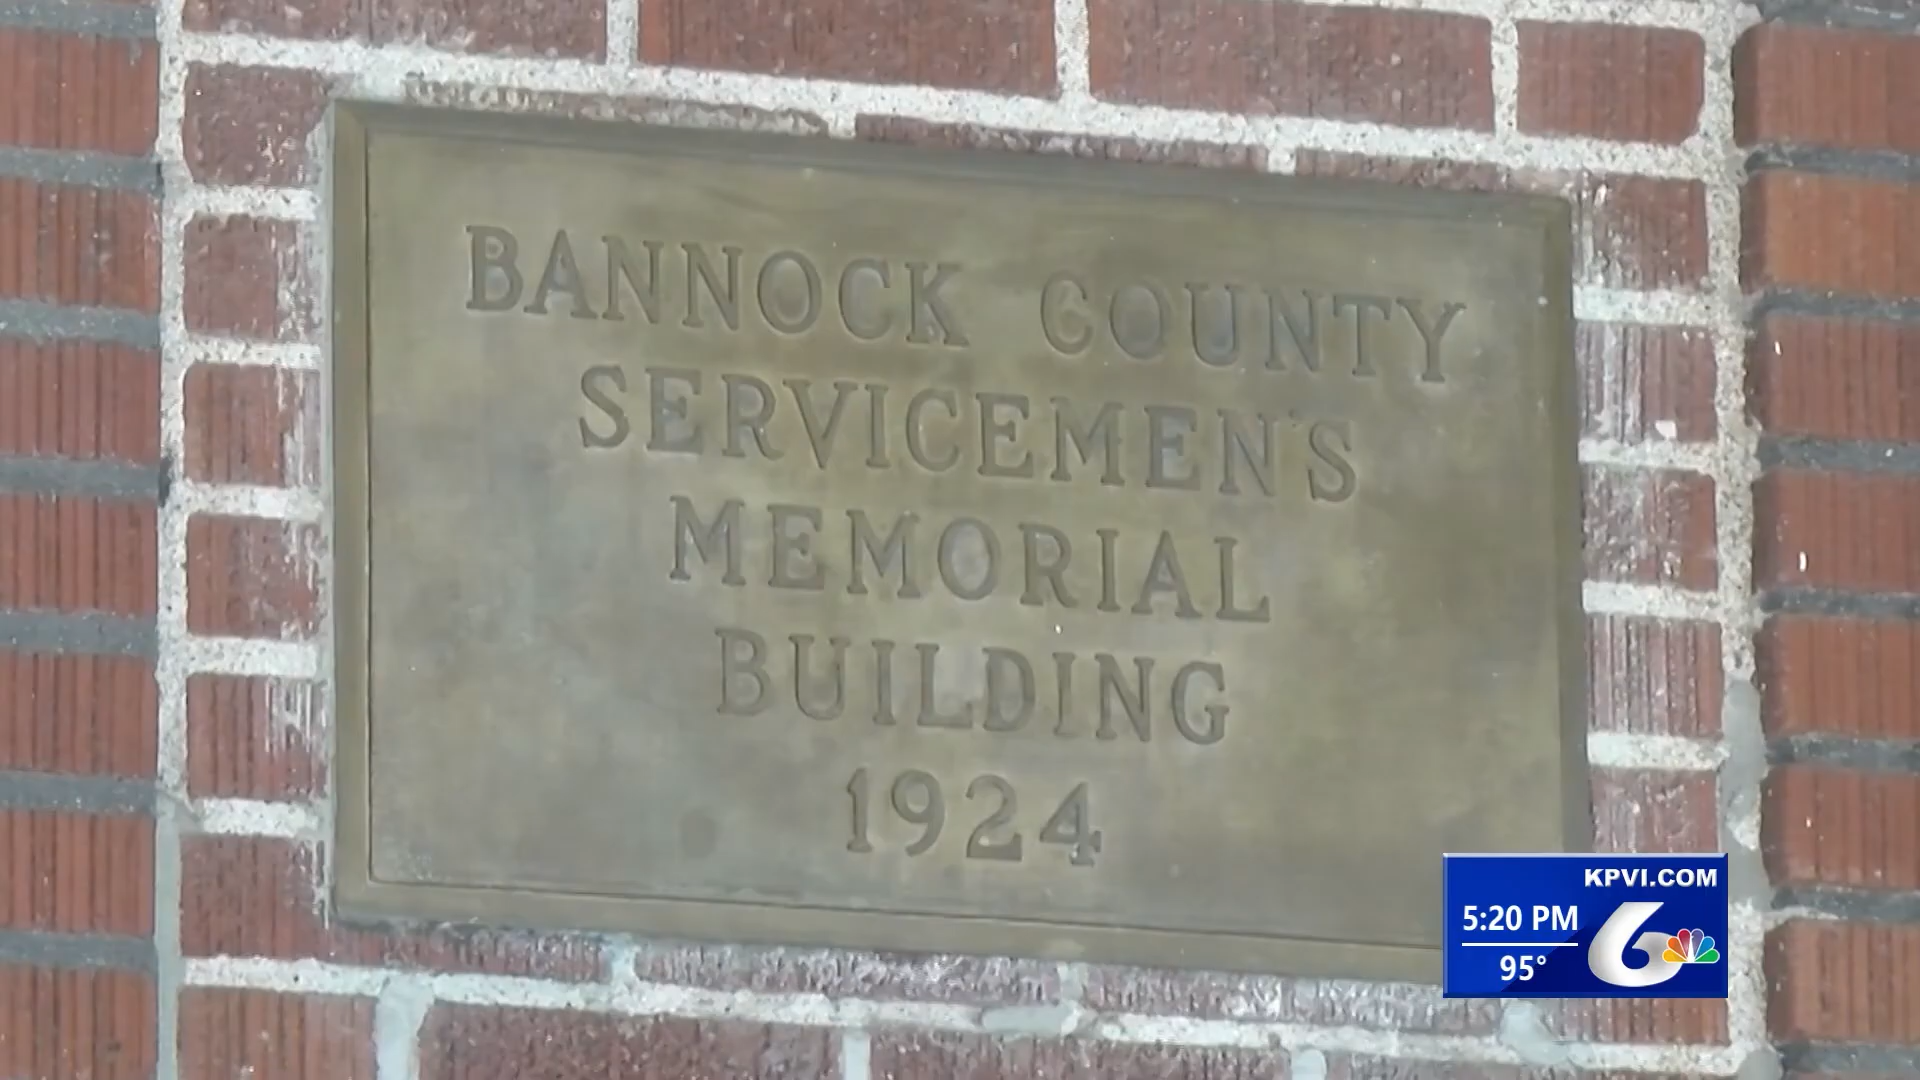 BANNOCK COUNTY
SERVICEMEN'S
MEMORIAL
BUILDING
1924
KPVI.COM
5:20 PM
95°
6